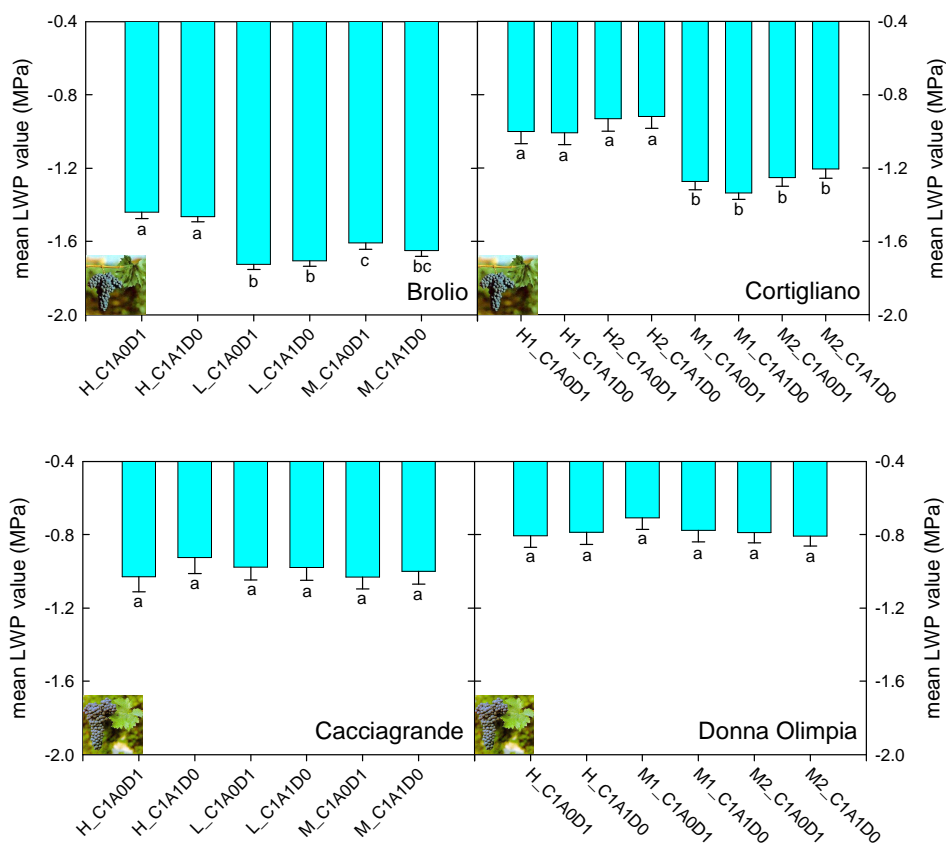 mean LWP value (MPa)
-0.4
-0.8
-1.2
-1.6
-2.0
a
a
b
b
c
bc
Brolio
H_C1A0D1
H_C1A1D0
L_C1A0D1
L_C1A1D0
M_C1A0D1
M_C1A1D0
a
a
a
a
b
b
b
b
Cortigliano
H1_C1A0D1
H1_C1A1D0
H2_C1A0D1
H2_C1A1D0
M1_C1A0D1
M1_C1A1D0
M2_C1A0D1
M2_C1A1D0
-0.4
-0.8
-1.2
-1.6
-2.0
mean LWP value (MPa)
mean LWP value (MPa)
-0.4
-0.8
-1.2
-1.6
-2.0
a
a
a
a
a
a
Cacciagrande
H_C1A0D1
H_C1A1D0
L_C1A0D1
L_C1A1D0
M_C1A0D1
M_C1A1D0
a
a
a
a
a
a
Donna Olimpia
H_C1A0D1
H_C1A1D0
M1_C1A0D1
M1_C1A1D0
M2_C1A0D1
M2_C1A1D0
-0.4
-0.8
-1.2
-1.6
-2.0
mean LWP value (MPa)